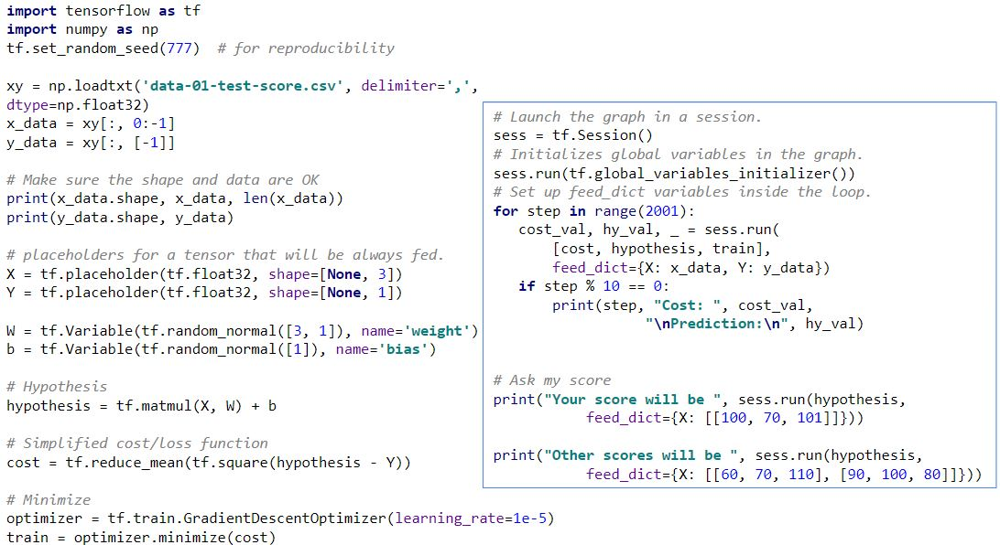 import tensorflow as tf
import numpy as np
tf.set_random_seed(777)  # for reproducibility

xy = np.loadtxt('data-01-test-score.csv', delimiter=',',
dtype=np.float32)
x_data = xy[:, 0:-1]
y_data = xy[:, [-1]]

# Make sure the shape and data are OK
print(x_data.shape, x_data, len(x_data))
print(y_data.shape, y_data)

# placeholders for a tensor that will be always fed.
X = tf.placeholder(tf.float32, shape=[None, 3])
Y = tf.placeholder(tf.float32, shape=[None, 1])

W = tf.Variable(tf.random_normal([3, 1]), name='weight')
b = tf.Variable(tf.random_normal([1]), name='bias')

# Hypothesis
hypothesis = tf.matmul(X, W) + b

# Simplified cost/loss function
cost = tf.reduce_mean(tf.square(hypothesis - Y))

# Minimize
optimizer = tf.train.GradientDescentOptimizer(learning_rate=1e-5)
train = optimizer.minimize(cost)

# Launch the graph in a session.
sess = tf.Session()
# Initializes global variables in the graph.
sess.run(tf.global_variables_initializer())
# Set up feed_dict variables inside the loop.
for step in range(2001):
   cost_val, hy_val, _ = sess.run(
       [cost, hypothesis, train],
       feed_dict={X: x_data, Y: y_data})
   if step % 10 == 0:
       print(step, "Cost: ", cost_val,
                  "\nPrediction:\n", hy_val)

# Ask my score
print("Your score will be ", sess.run(hypothesis,
           feed_dict={X: [[100, 70, 101]]}))

print("Other scores will be ", sess.run(hypothesis,
           feed_dict={X: [[60, 70, 110], [90, 100, 80]]}))